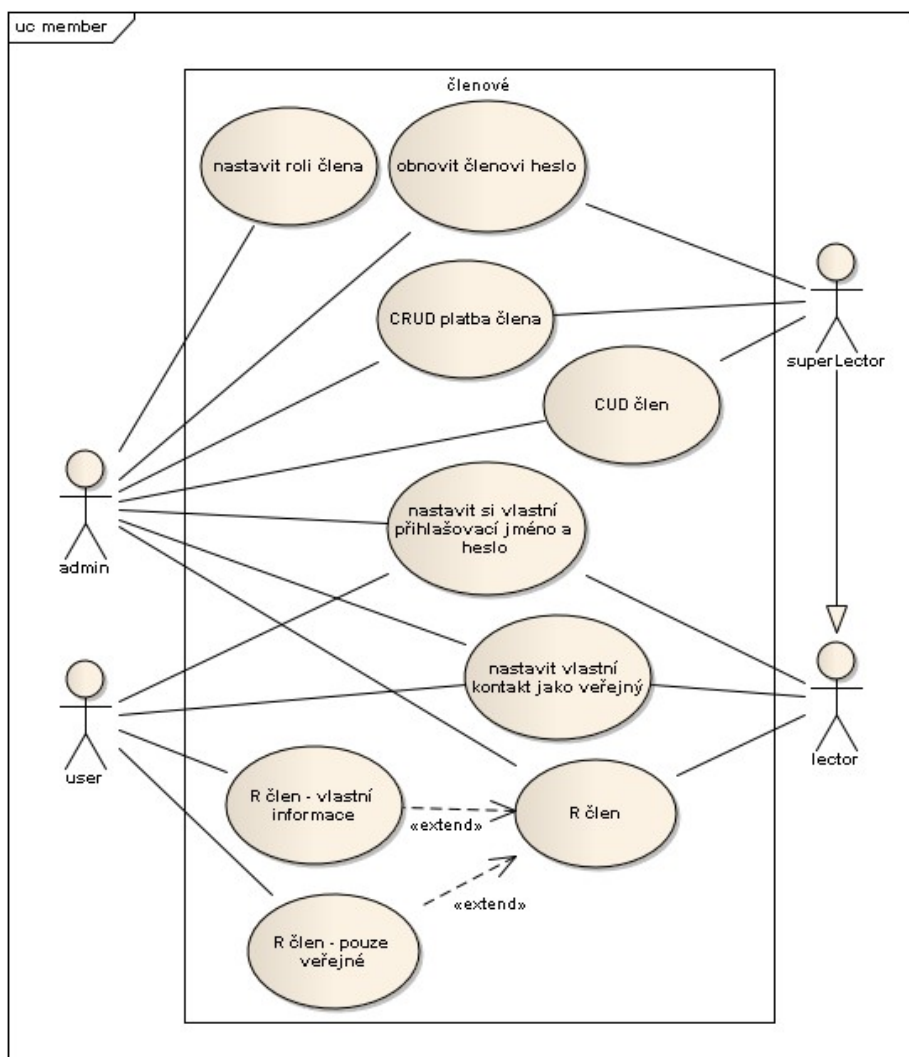 uc member
členové
nastavit roli člena
obnovit členovi heslo
CRUD platba člena
superLector
CUD člen
admin
nastavit si vlastní
přihlašovací jméno a
heslo
nastavit vlastní
kontakt jako veřejný
user
lector
R člen - vlastní
informace
«extend»
R člen
«extend»
R člen - pouze
veřejné